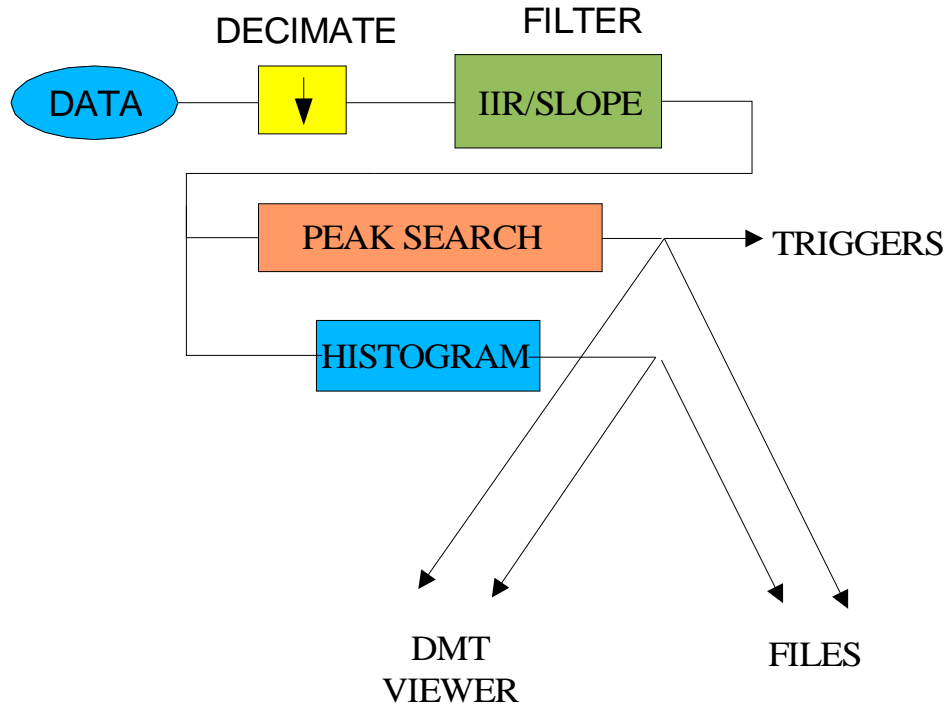 DECIMATE
FILTER
DATA
IIR/SLOPE
PEAK SEARCH
TRIGGERS
HISTOGRAM
DMT
VIEWER
FILES